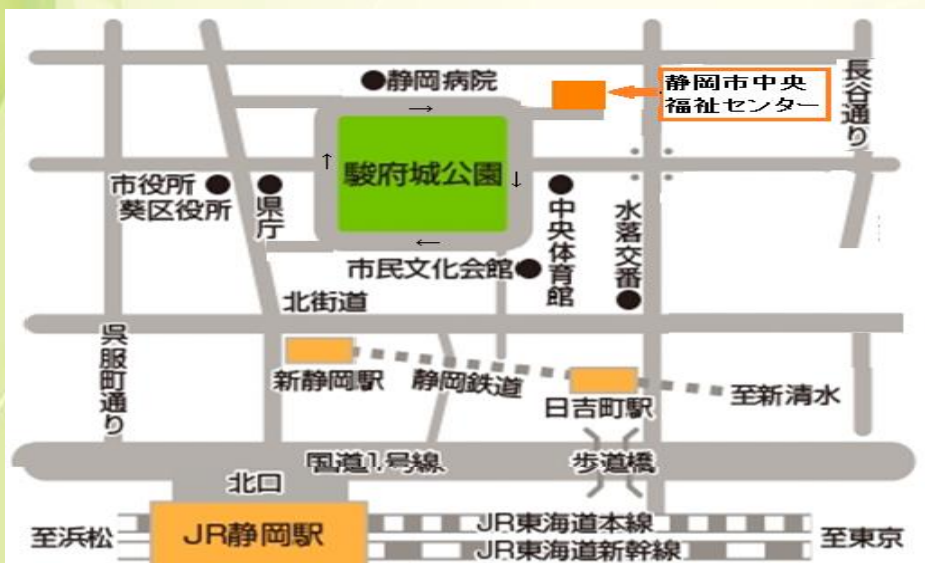 静岡病院
静岡市中央
福祉センター
長谷通り
→
↑
駿府城公園
↓
←
市役所
葵区役所
県庁
中央体育館
水落交番
市民文化会館
北街道
呉服町通り
新静岡駅
静岡鉄道
日吉町駅
至新清水
国道1号線
歩道橋
北口
JR静岡駅
至浜松
JR東海道本線
JR東海道新幹線
至東京